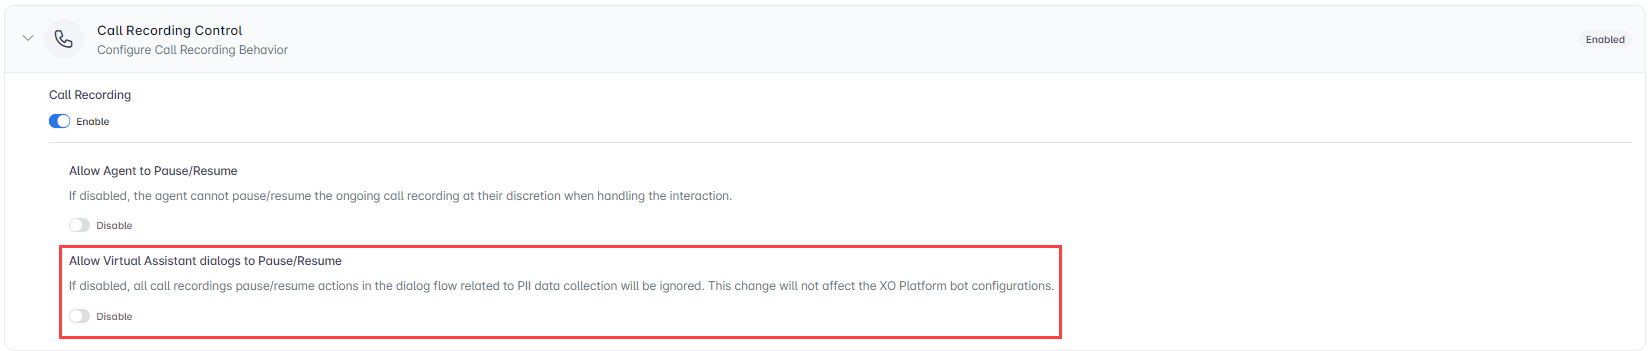 Call Recording Control
Configure Call Recording Behavior
Enabled
Call Recording
Enable
Allow Agent to Pause/Resume
If disabled, the agent cannot pause/resume the ongoing call recording at their discretion when handling the interaction.
Disable
Allow Virtual Assistant dialogs to Pause/Resume
If disabled, all call recordings pause/resume actions in the dialog flow related to PII data collection will be ignored. This change will not affect the XO Platform bot configurations.
Disable